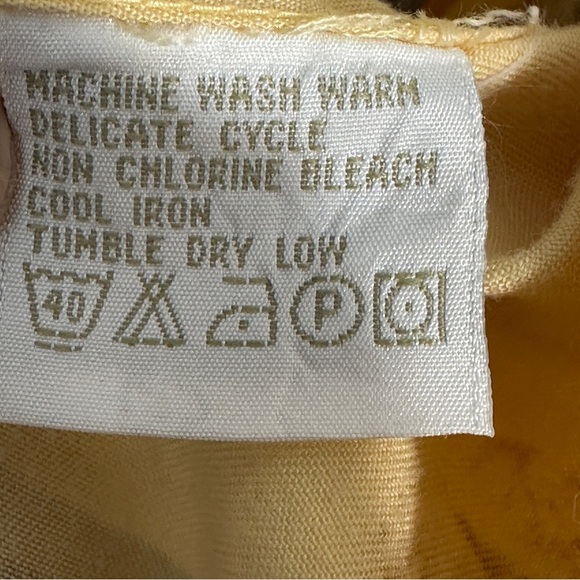 MACHINE WASH WARM
DELICATE CYCLE
NON CHLORINE BLEACH
COOL IRON
TUMBLE DRY LOW
40 P